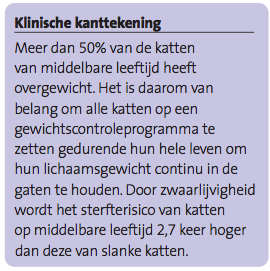 Klinische kanttekening
Meer dan 50% van de katten
van middelbare leeftijd heeft
overgewicht. Het is daarom van
belang om alle katten op een
gewichtscontroleprogramma te
zetten gedurende hun hele leven om
hun lichaamsgewicht continu in de
gaten te houden. Door zwaarlijvigheid
wordt het sterfterisico van katten
op middelbare leeftijd 2,7 keer hoger
dan deze van slanke katten.